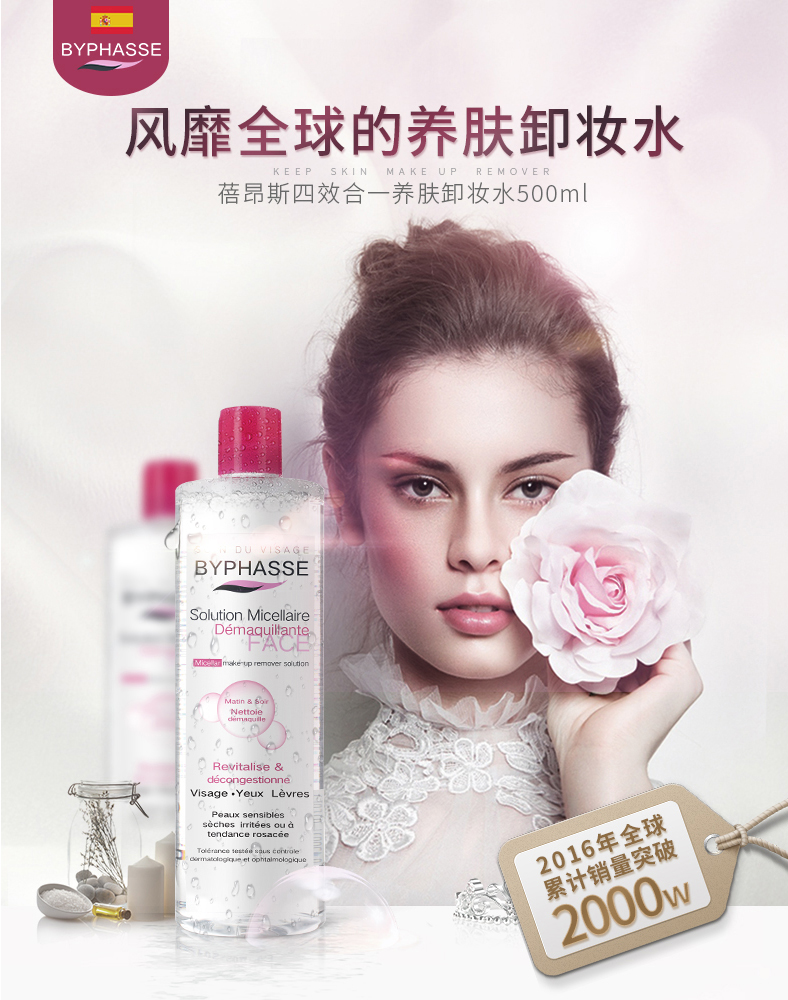 BYPHASSE
风靡全球的养肤卸妆水
KEEP SKIN MAKE UP REMOVER
蓓昂斯四效合一养肤卸妆水500ml
DU VISAGE
BYPHASSE
Solution Micellaire
Démaquillante
FACE
Micellar make-up remover solution
Matin & Soir
Nettoie
démaquille
Revitalise &
décongestionne
Visage • Yeux Lèvres
Peaux sensibles
sèches irritées ou à
tendance rosacée
Tolérance testée sous contrôle
dermatologique et ophtalmologique
2016年全球
累计销量突破
2000w